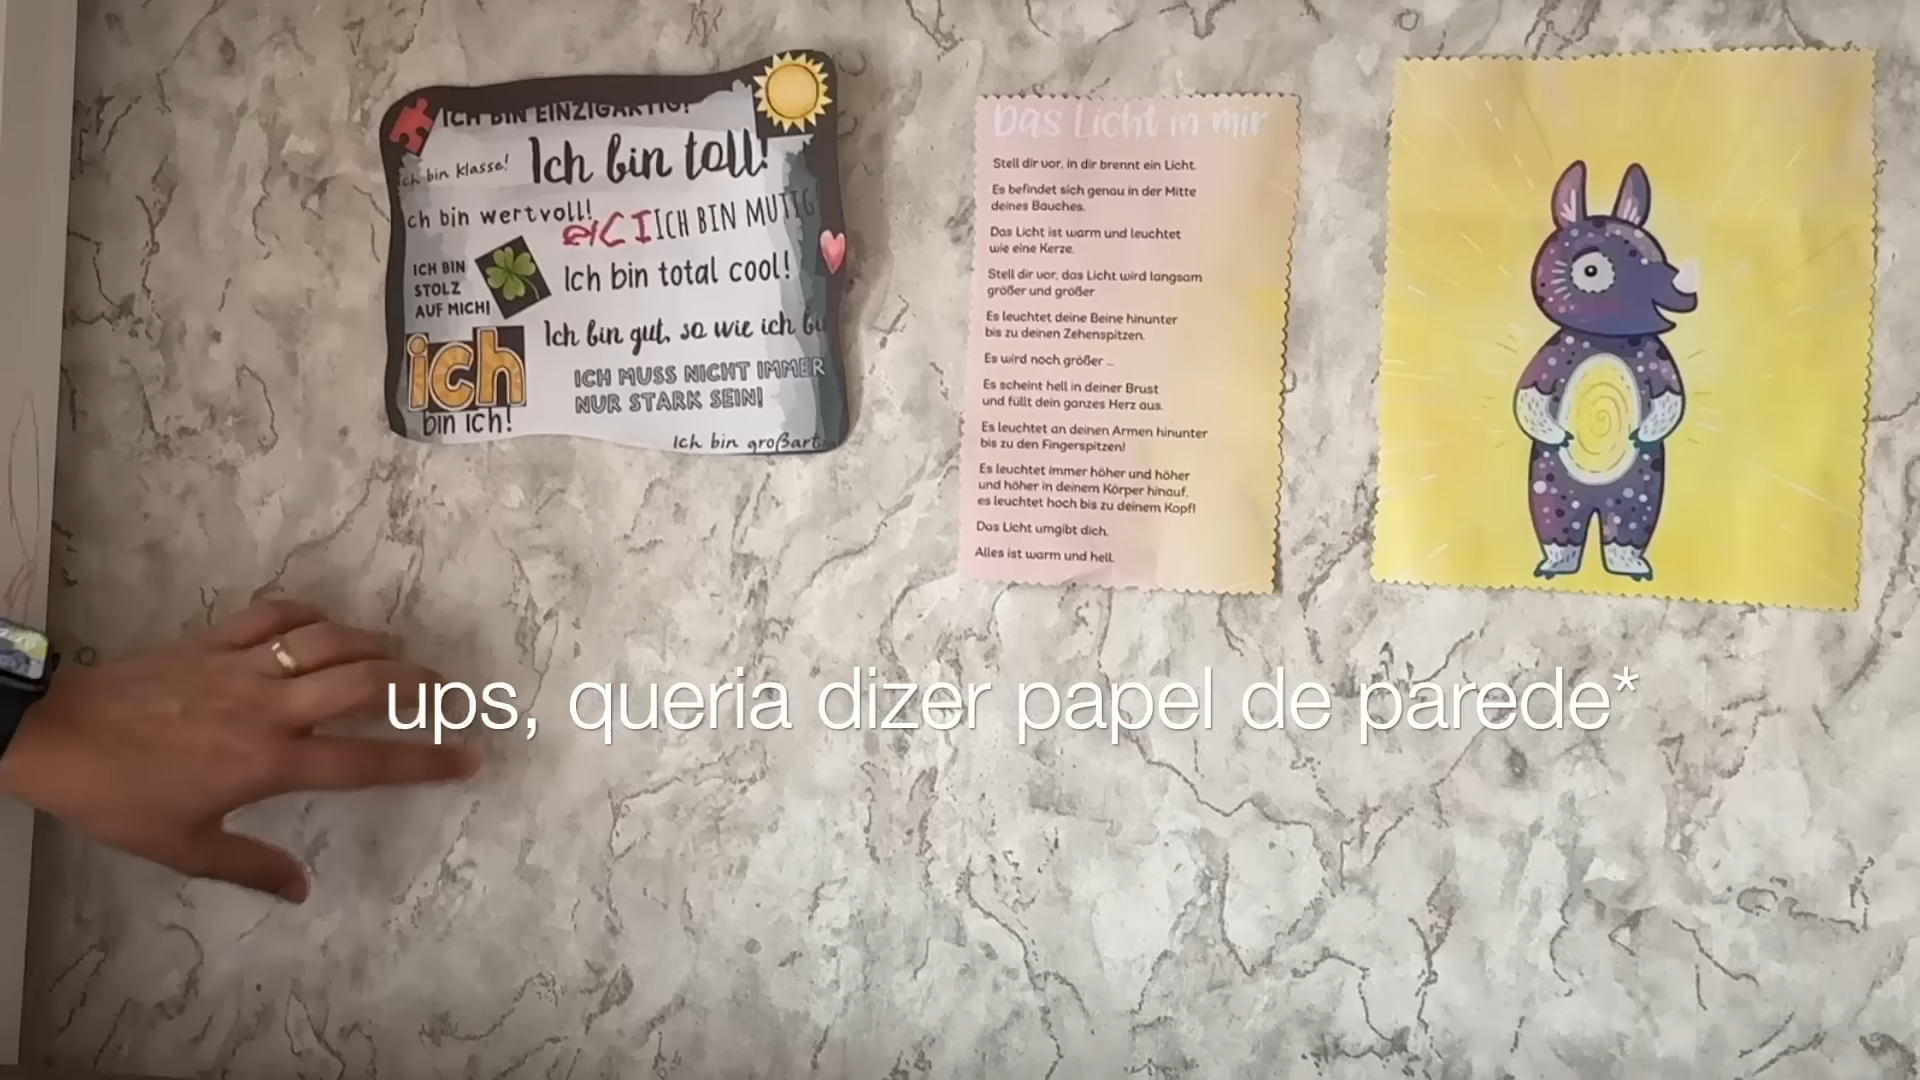 ICH BIN EINZIGARTIG!
ich bin klasse!
Ich bin toll!
ich bin wertvoll!
ICH BIN MUTIG
ICH BIN
STOLZ
AUF MICH!
Ich bin total cool!
Ich bin gut, so wie ich bi
ich
bin ich!
ICH MUSS NICHT IMMER
NUR STARK SEIN!
Ich bin großart
Das Licht in mir
Stell dir vor, in dir brennt ein Licht.
Es befindet sich genau in der Mitte
deines Bauches.
Das Licht ist warm und leuchtet
wie eine Kerze.
Stell dir vor, das Licht wird langsam
größer und größer
Es leuchtet deine Beine hinunter
bis zu deinen Zehenspitzen.
Es wird noch größer ...
Es scheint hell in deiner Brust
und füllt dein ganzes Herz aus.
Es leuchtet an deinen Armen hinunter
bis zu den Fingerspitzen!
Es leuchtet immer höher und höher
und höher in deinem Körper hinauf,
es leuchtet hoch bis zu deinem Kopf!
Das Licht umgibt dich.
Alles ist warm und hell.
ups, queria dizer papel de parede*